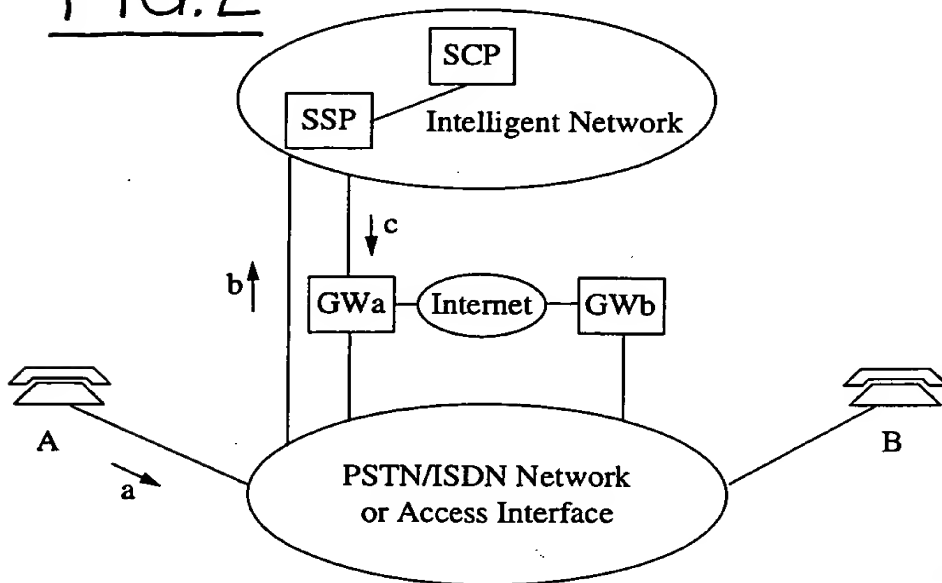 FIG. 2
SCP
SSP
Intelligent Network
c
b
GWa
Internet
GWb
A
B
a
PSTN/ISDN Network
or Access Interface